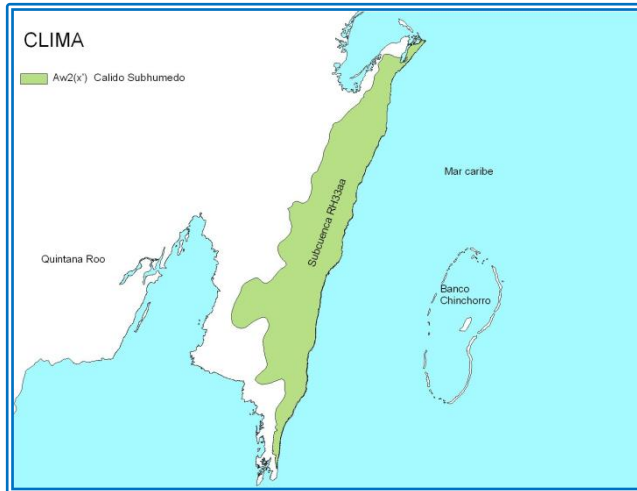 CLIMA
Aw2(x') Calido Subhumedo
Mar caribe
Subcuenca RH33aa
Quintana Roo
Banco
Chinchorro